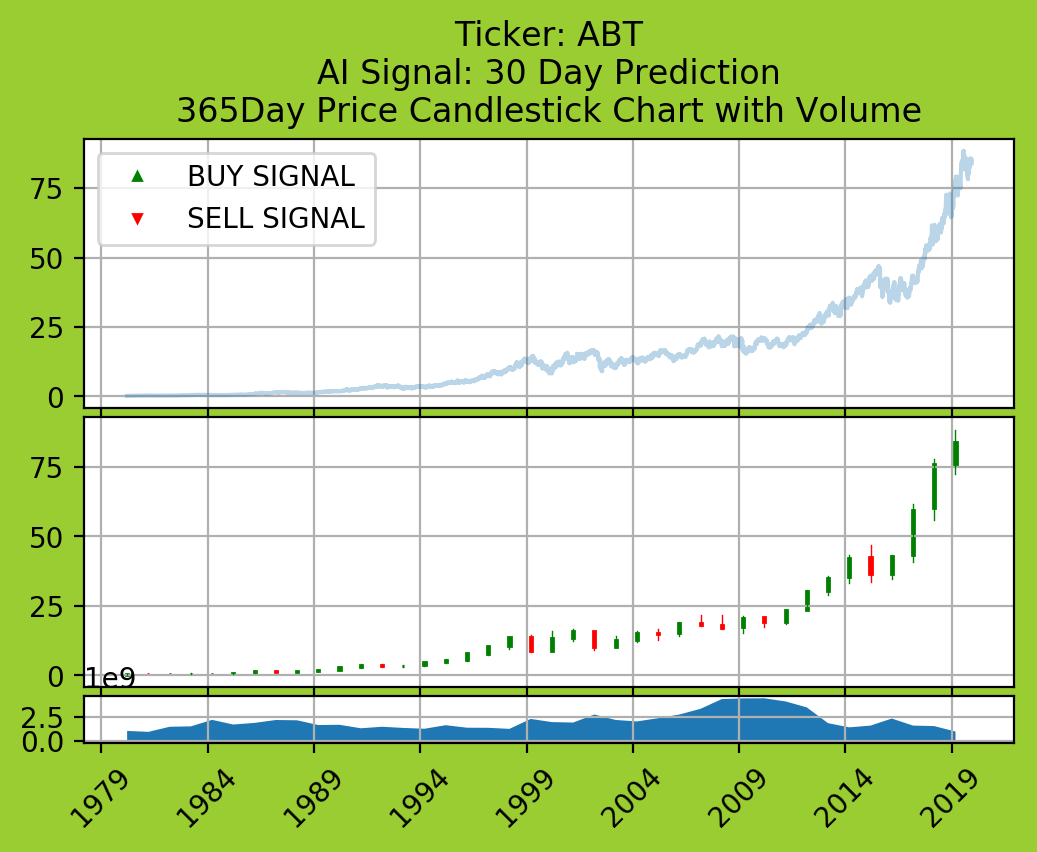 Ticker: ABT
AI Signal: 30 Day Prediction
365Day Price Candlestick Chart with Volume
BUY SIGNAL
SELL SIGNAL
75
50
25
0
75
50
25
0
1e9
2.5
0.0
1979 1984 1989 1994 1999 2004 2009 2014 2019